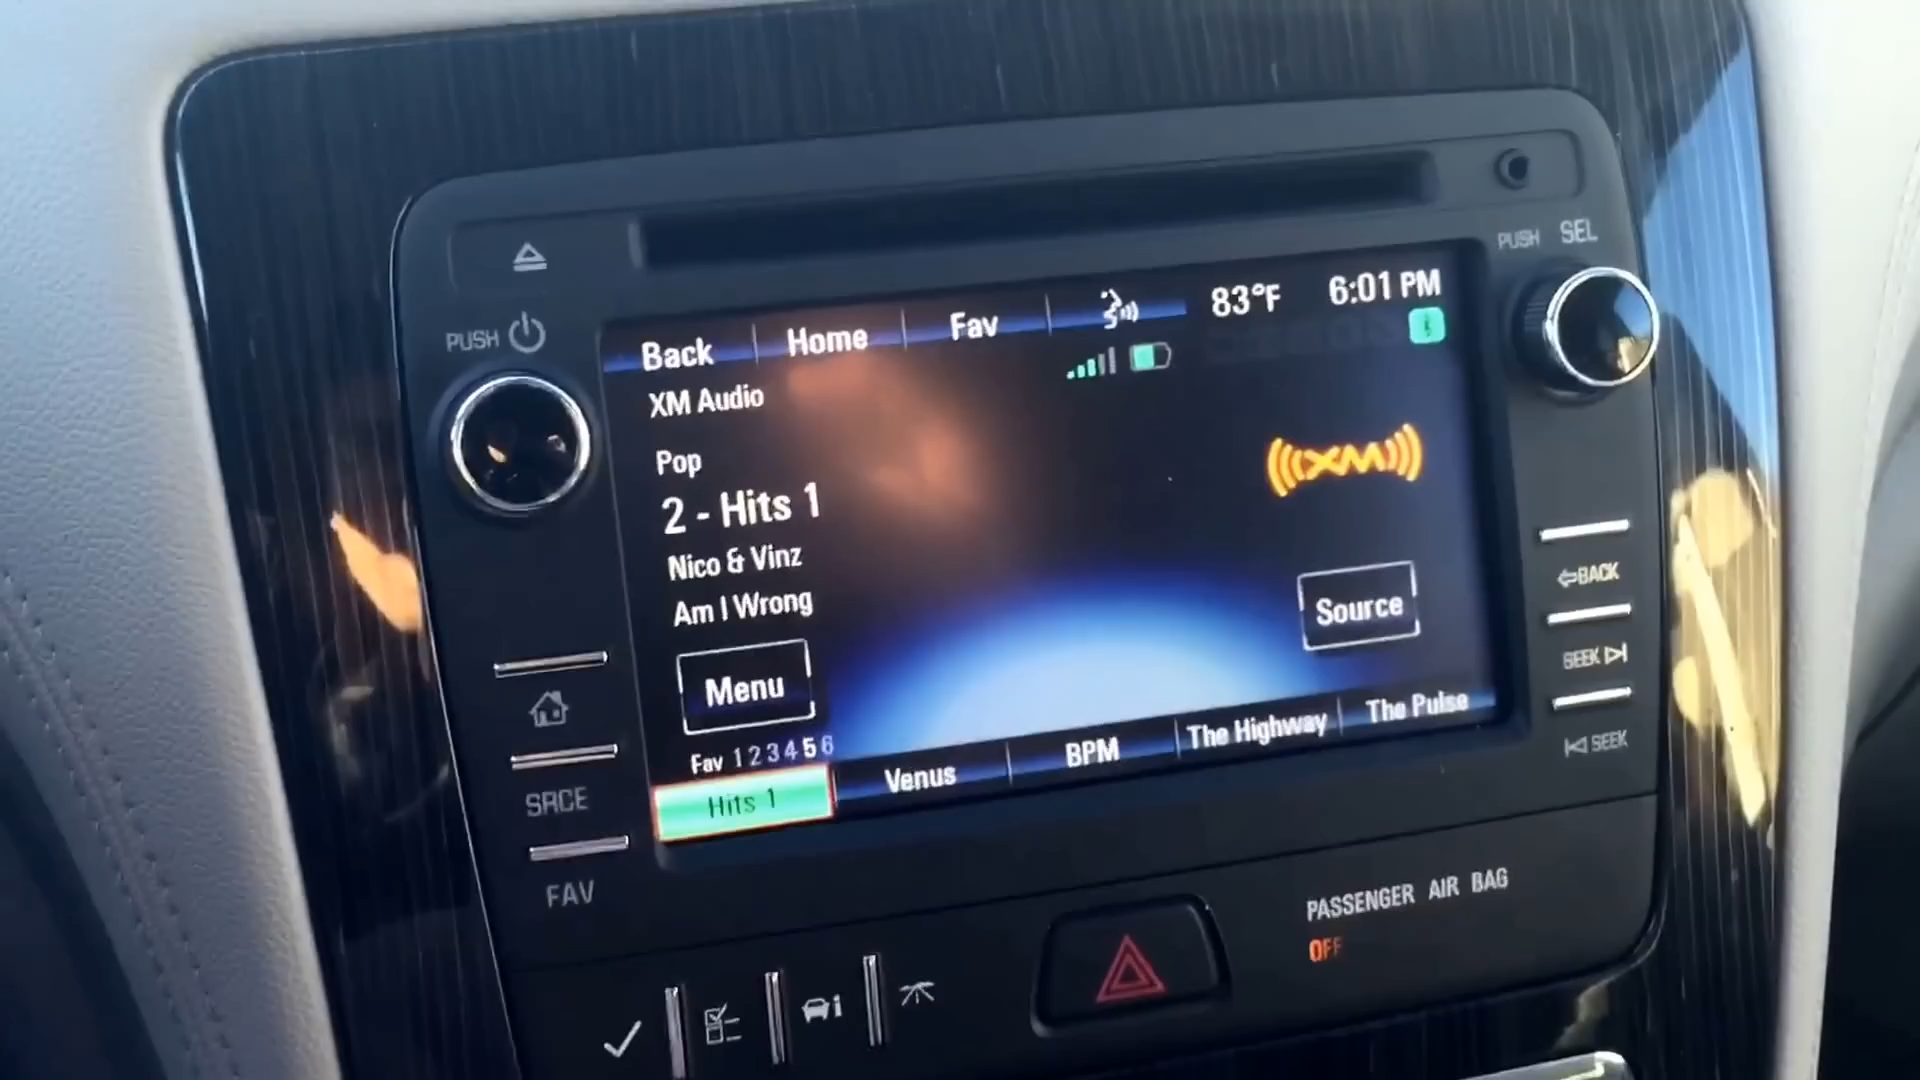 PUSH SEL
PUSH
Back Home Fav 83°F 6:01 PM
XM Audio
Pop
XM
2 - Hits 1
Nico & Vinz
Am I Wrong
Source
Menu
Fav 1 2 3 4 5 6
Hits 1 Venus BPM The Highway The Pulse
BACK
SEEK
SEEK
SRCE
FAV
PASSENGER AIR BAG
OFF